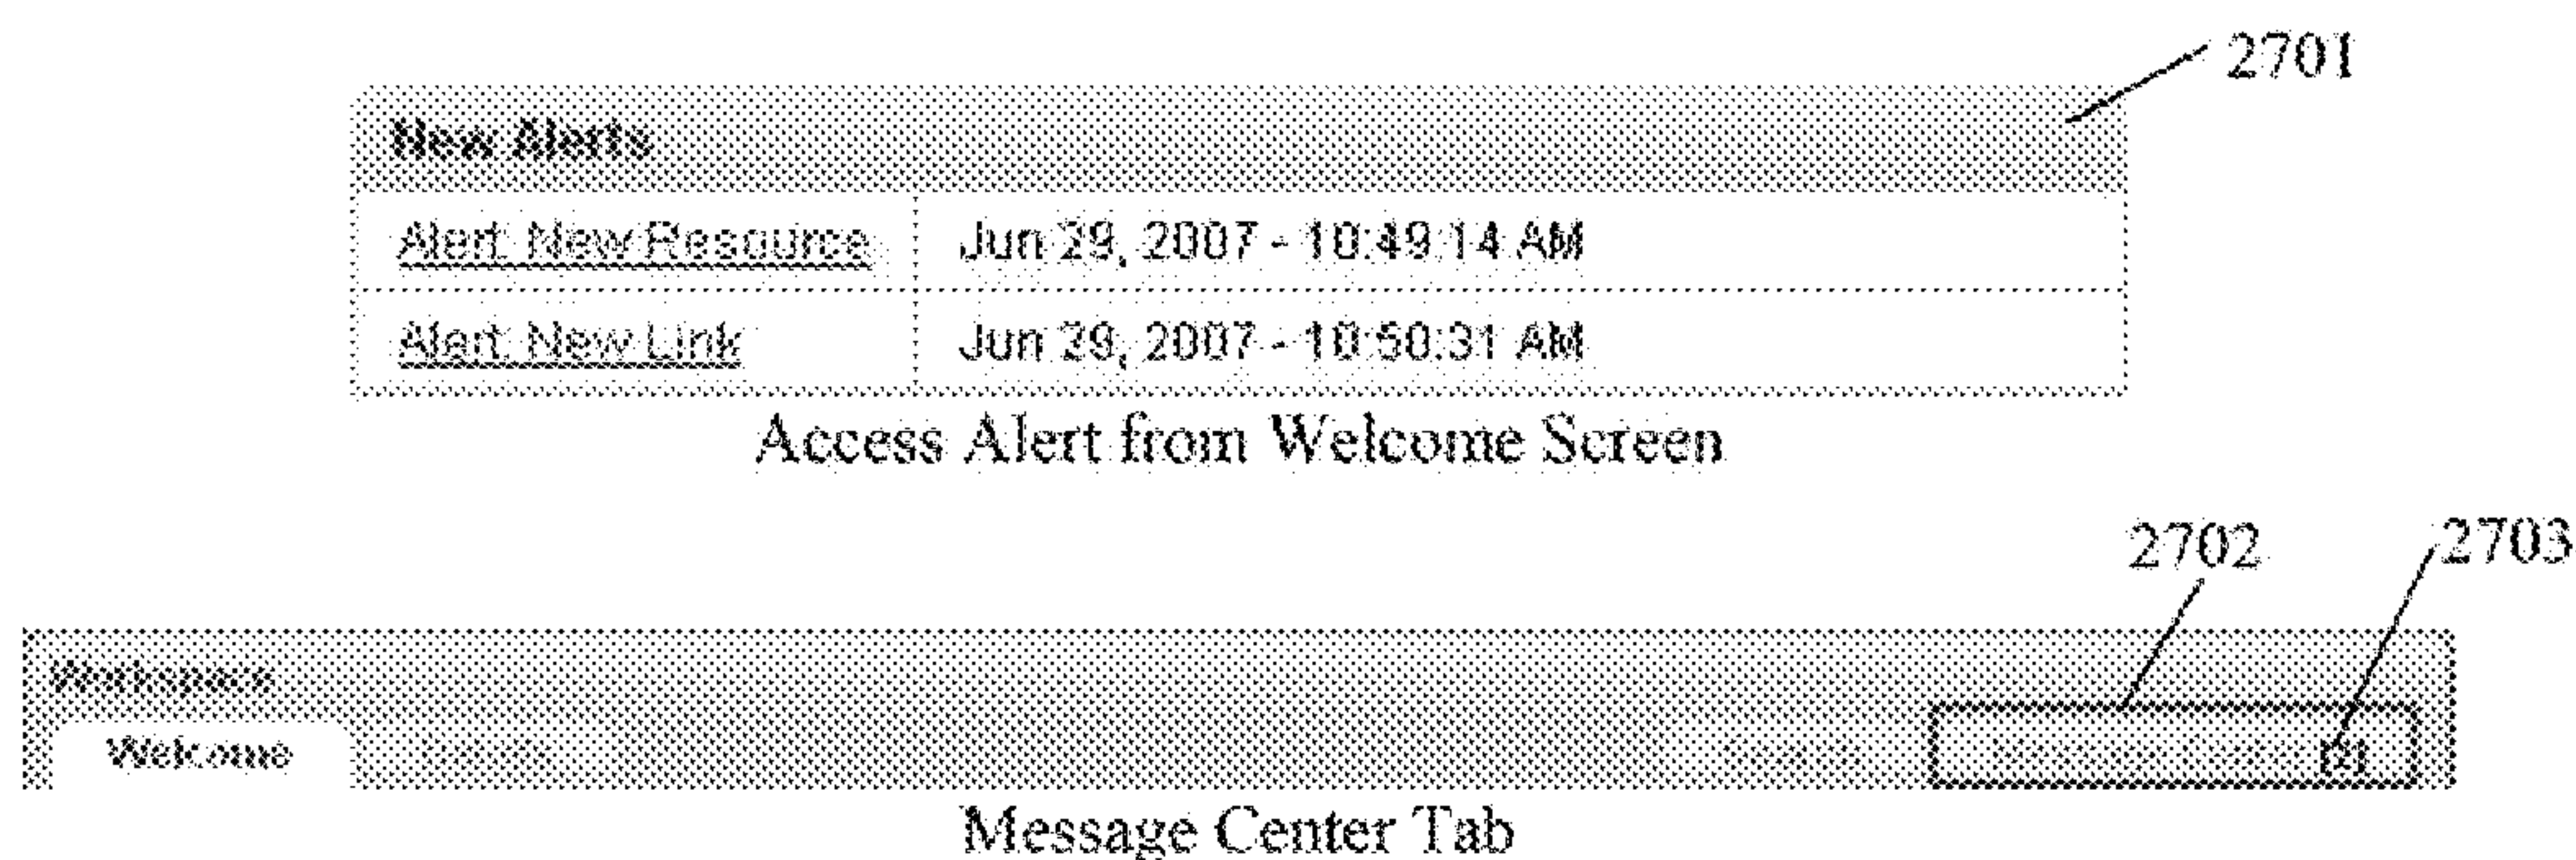 2701
New Alerts
Alert: New Resource Jun 29, 2007 - 10:49:14 AM
Alert: New Link Jun 29, 2007 - 10:50:31 AM
Access Alert from Welcome Screen
2702 2703
Workspace
Welcome
Message Center Tab